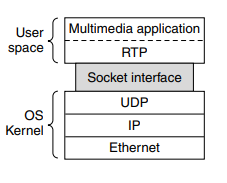 User
space
Multimedia application
RTP
Socket interface
OS
Kernel
UDP
IP
Ethernet